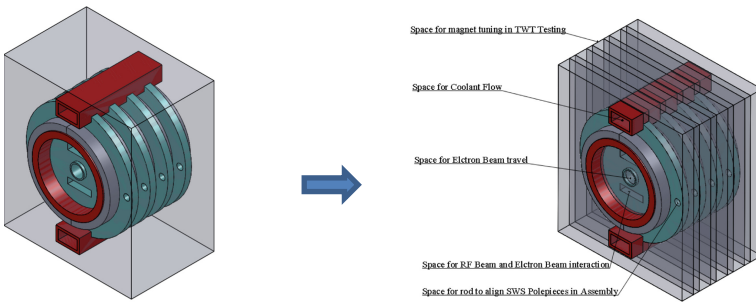 Space for magnet tuning in TWT Testing
Space for Coolant Flow
Space for Elctron Beam travel
Space for RF Beam and Elctron Beam interaction
Space for rod to align SWS Polepieces in Assembly